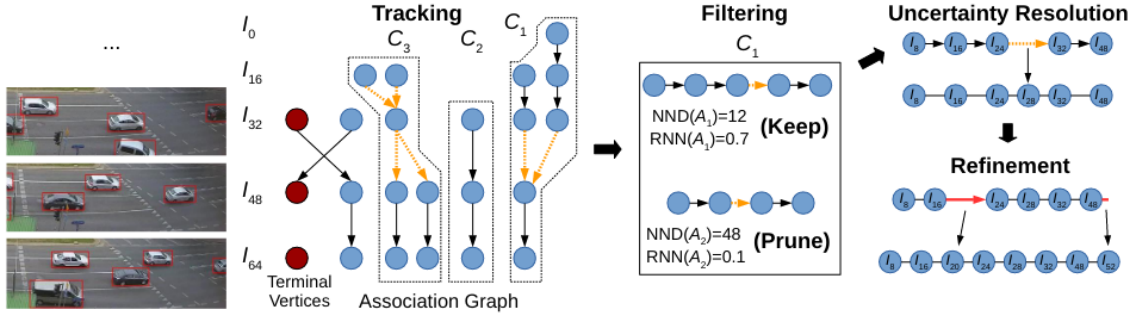 ...
Tracking
I0
I16
I32
I48
I64
C3
C2
C1
Terminal
Vertices
Association Graph
Filtering
C1
NND(A1)=12
RNN(A1)=0.7
(Keep)
NND(A2)=48
RNN(A2)=0.1
(Prune)
Uncertainty Resolution
I8 I16 I24 I32 I48
I8 I16 I24 I28 I32 I48
Refinement
I8 I16 I24 I28 I32 I48
I8 I16 I20 I24 I28 I32 I48 I52